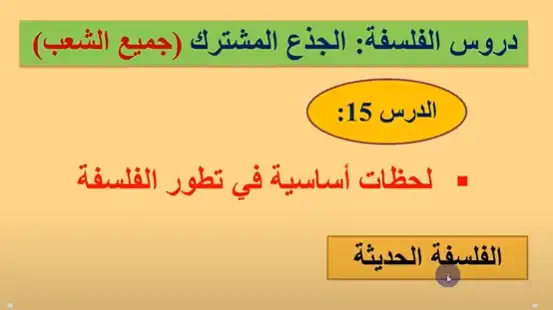 دروس الفلسفة: الجذع المشترك (جميع الشعب)
الدرس 15:
▪ لحظات أساسية في تطور الفلسفة
الفلسفة الحديثة